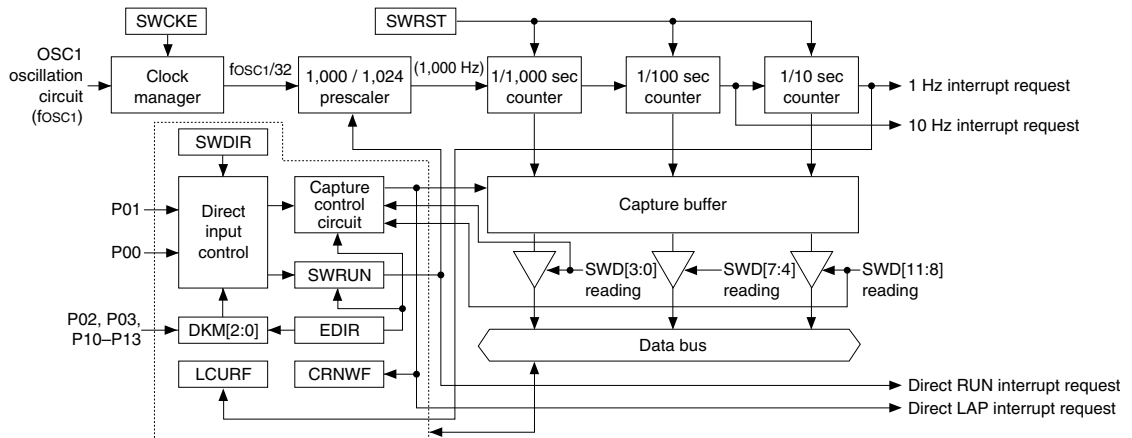 SWCKE
SWRST
OSC1
oscillation
circuit
(fOSC1)
Clock
manager
fOSC1/32
1,000 / 1,024
prescaler
(1,000 Hz)
1/1,000 sec
counter
1/100 sec
counter
1/10 sec
counter
1 Hz interrupt request
10 Hz interrupt request
SWDIR
P01
P00
Direct
input
control
Capture
control
circuit
Capture buffer
SWRUN
SWD[3:0]
reading
SWD[7:4]
reading
SWD[11:8]
reading
P02, P03,
P10–P13
DKM[2:0]
EDIR
Data bus
LCURF
CRNWF
Direct RUN interrupt request
Direct LAP interrupt request